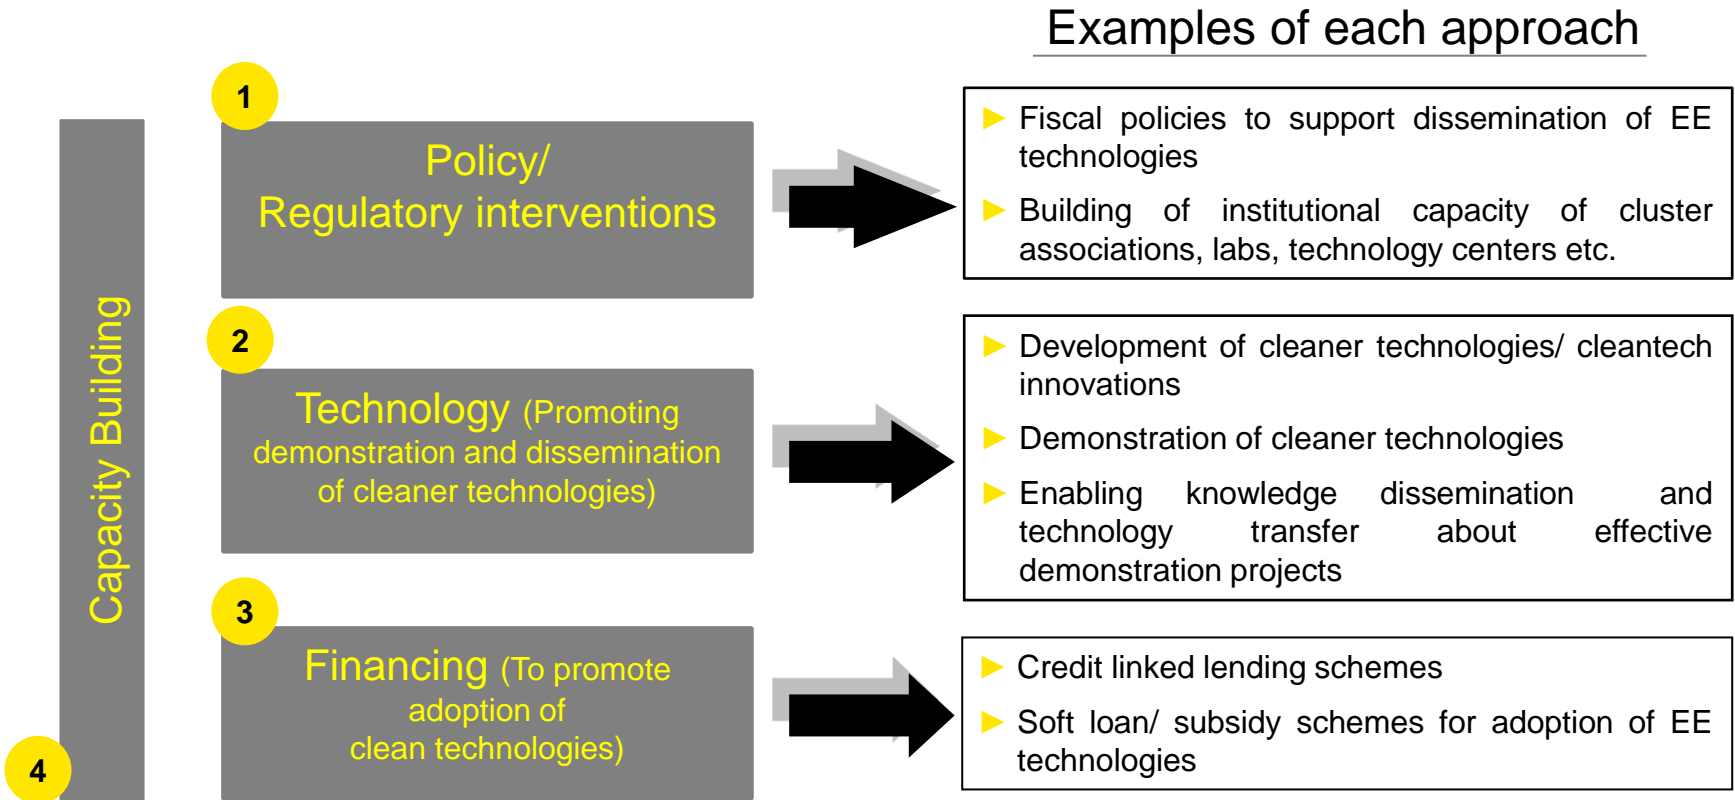 Examples of each approach
1
Policy/
Regulatory interventions
► Fiscal policies to support dissemination of EE
technologies
► Building of institutional capacity of cluster
associations, labs, technology centers etc.
2
Technology (Promoting
demonstration and dissemination
of cleaner technologies)
► Development of cleaner technologies/ cleantech
innovations
► Demonstration of cleaner technologies
► Enabling knowledge dissemination and
technology transfer about effective
demonstration projects
3
Financing (To promote
adoption of
clean technologies)
► Credit linked lending schemes
► Soft loan/ subsidy schemes for adoption of EE
technologies
4
Capacity Building